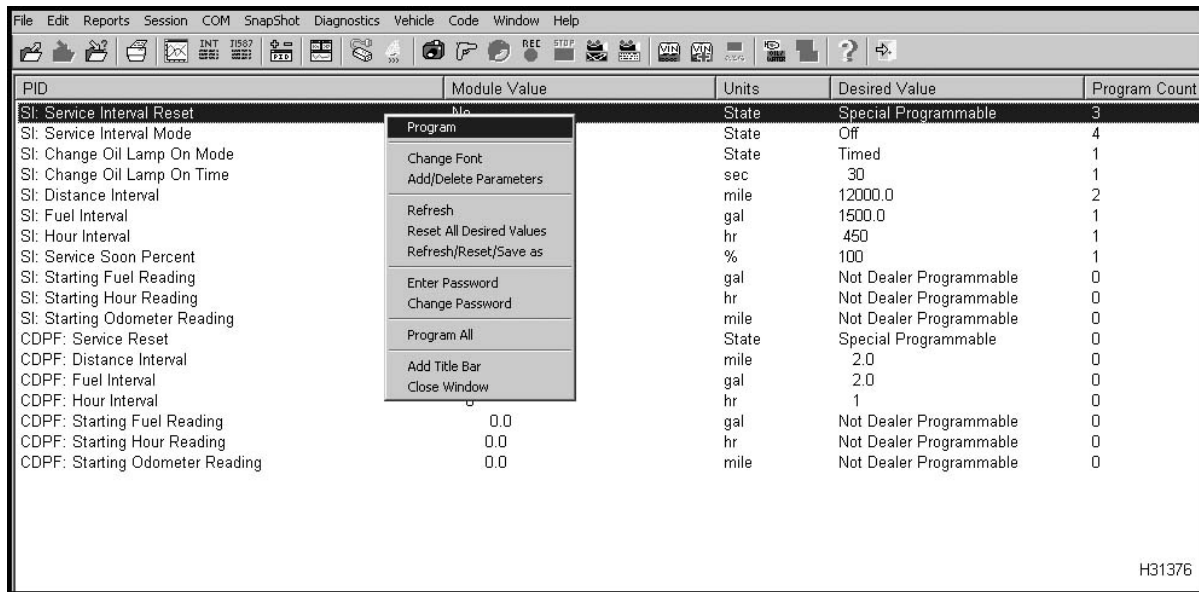 File Edit Reports Session COM SnapShot Diagnostics Vehicle Code Window Help
INT J1587 PID REC STOP VIN VIN
PID Module Value Units Desired Value Program Count
SI: Service Interval Reset No State Special Programmable 3
SI: Service Interval Mode State Off 4
SI: Change Oil Lamp On Mode State Timed 1
SI: Change Oil Lamp On Time sec 30 1
SI: Distance Interval mile 12000.0 2
SI: Fuel Interval gal 1500.0 1
SI: Hour Interval hr 450 1
SI: Service Soon Percent % 100 1
SI: Starting Fuel Reading gal Not Dealer Programmable 0
SI: Starting Hour Reading hr Not Dealer Programmable 0
SI: Starting Odometer Reading mile Not Dealer Programmable 0
CDPF: Service Reset State Special Programmable 0
CDPF: Distance Interval mile 2.0 0
CDPF: Fuel Interval gal 2.0 0
CDPF: Hour Interval hr 1 0
CDPF: Starting Fuel Reading 0.0 gal Not Dealer Programmable 0
CDPF: Starting Hour Reading 0.0 hr Not Dealer Programmable 0
CDPF: Starting Odometer Reading 0.0 mile Not Dealer Programmable 0
Program
Change Font
Add/Delete Parameters
Refresh
Reset All Desired Values
Refresh/Reset/Save as
Enter Password
Change Password
Program All
Add Title Bar
Close Window
H31376